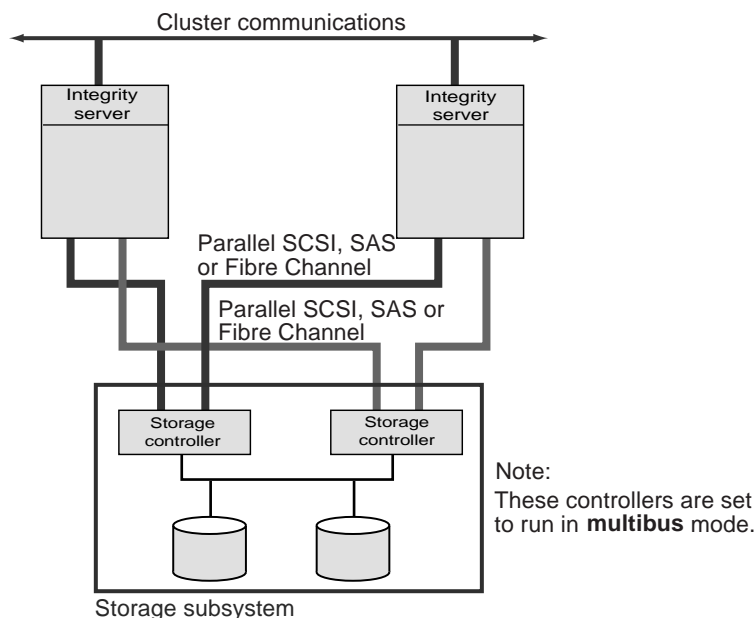 Cluster communications
Integrity
server
Integrity
server
Parallel SCSI, SAS
or Fibre Channel
Parallel SCSI, SAS or
Fibre Channel
Storage
controller
Storage
controller
Note:
These controllers are set
to run in multibus mode.
Storage subsystem